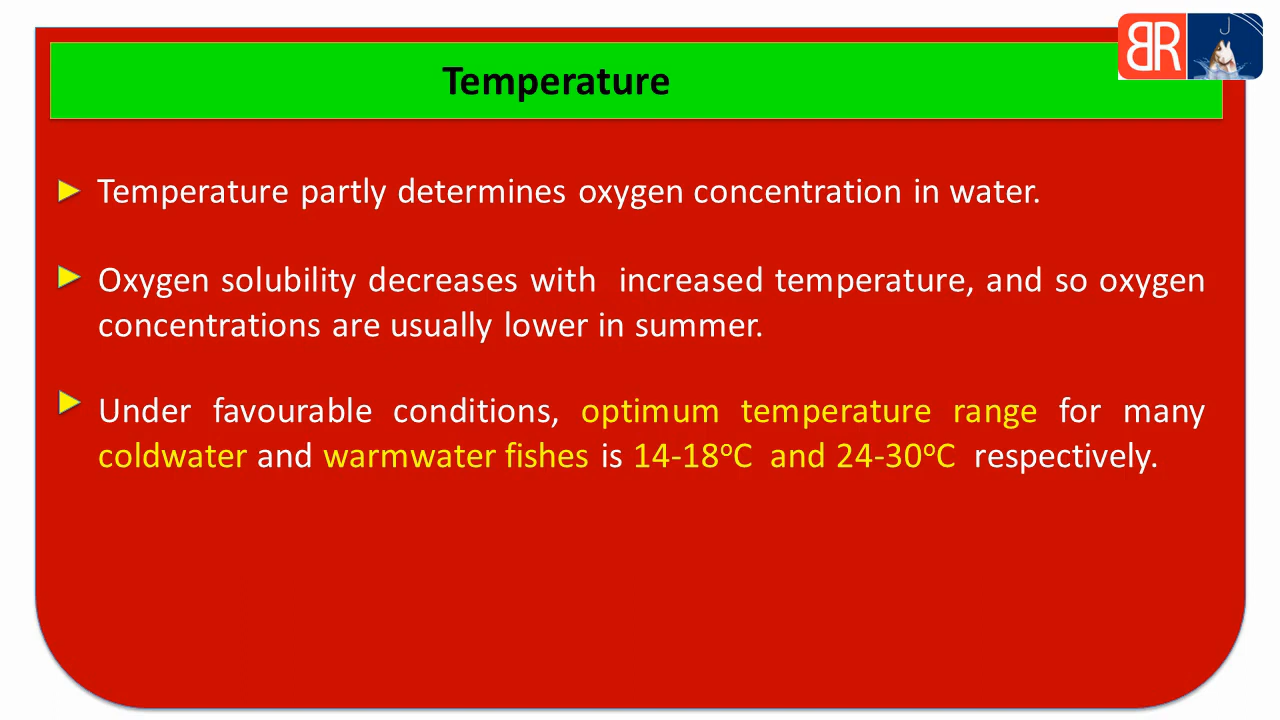 BR
Temperature
Temperature partly determines oxygen concentration in water.
Oxygen solubility decreases with increased temperature, and so oxygen
concentrations are usually lower in summer.
Under favourable conditions, optimum temperature range for many
coldwater and warmwater fishes is 14-18ºC and 24-30ºC respectively.